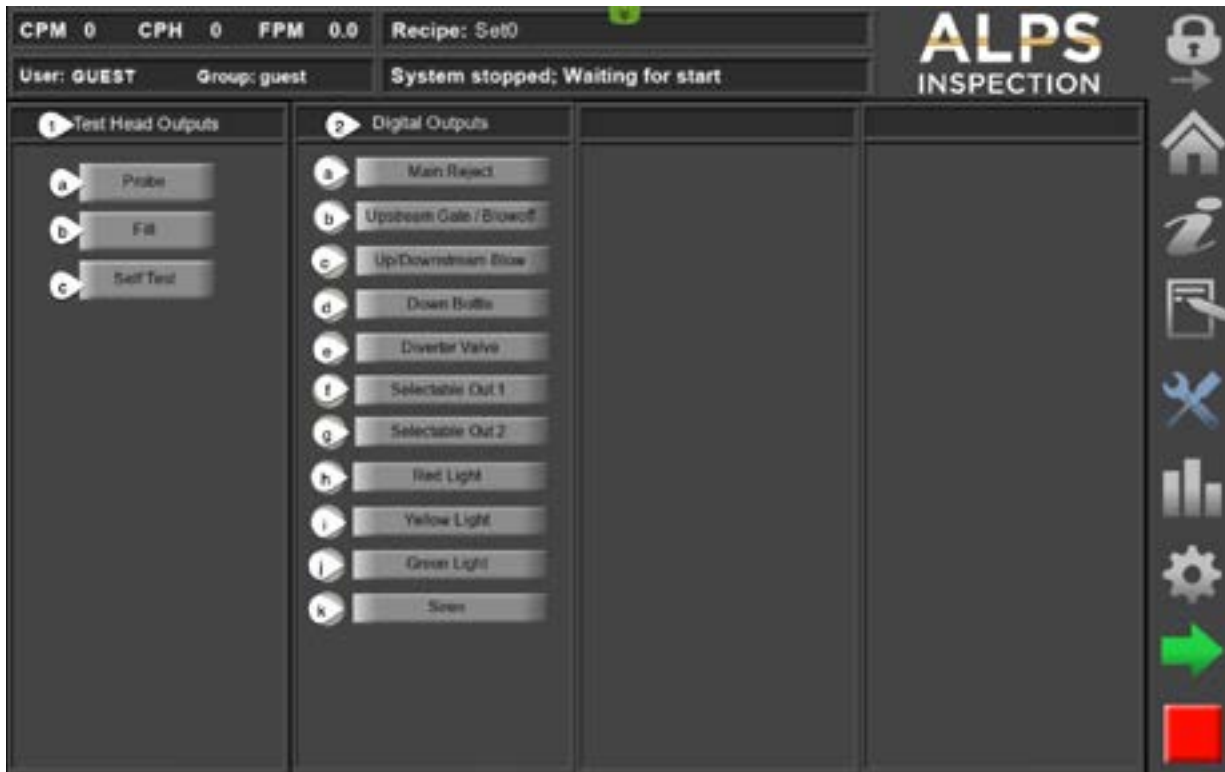 CPM 0 CPH 0 FPM 0.0
Recipe: Set0
ALPS
INSPECTION
User: GUEST Group: guest
System stopped; Waiting for start
1 Test Head Outputs
a Probe
b Fill
c Self Test
2 Digital Outputs
a Main Reject
b Upstream Gate / Blowoff
c Up/Downstream Blow
d Down Bottle
e Diverter Valve
f Selectable Out 1
g Selectable Out 2
h Red Light
i Yellow Light
j Green Light
k Siren